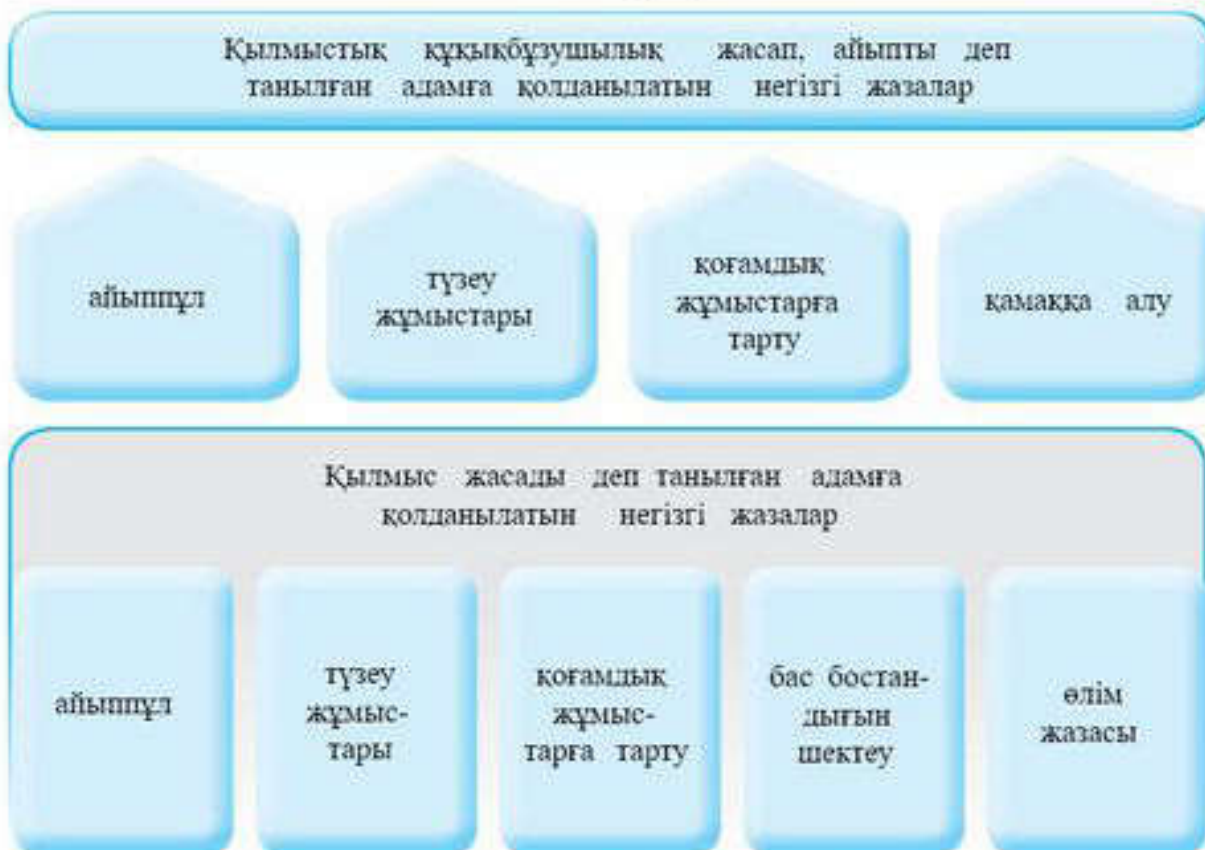 Қылмыстық құқықбұзушылық жасап, айыпты деп
танылған адамға қолданылатын негізгі жазалар
айыппұл
түзеу
жұмыстары
қоғамдық
жұмыстарға
тарту
қамаққа алу
Қылмыс жасады деп танылған адамға
қолданылатын негізгі жазалар
айыппұл
түзеу
жұмыс-
тары
қоғамдық
жұмыс-
тарға тарту
бас бостан-
дығын
шектеу
өлім
жазасы